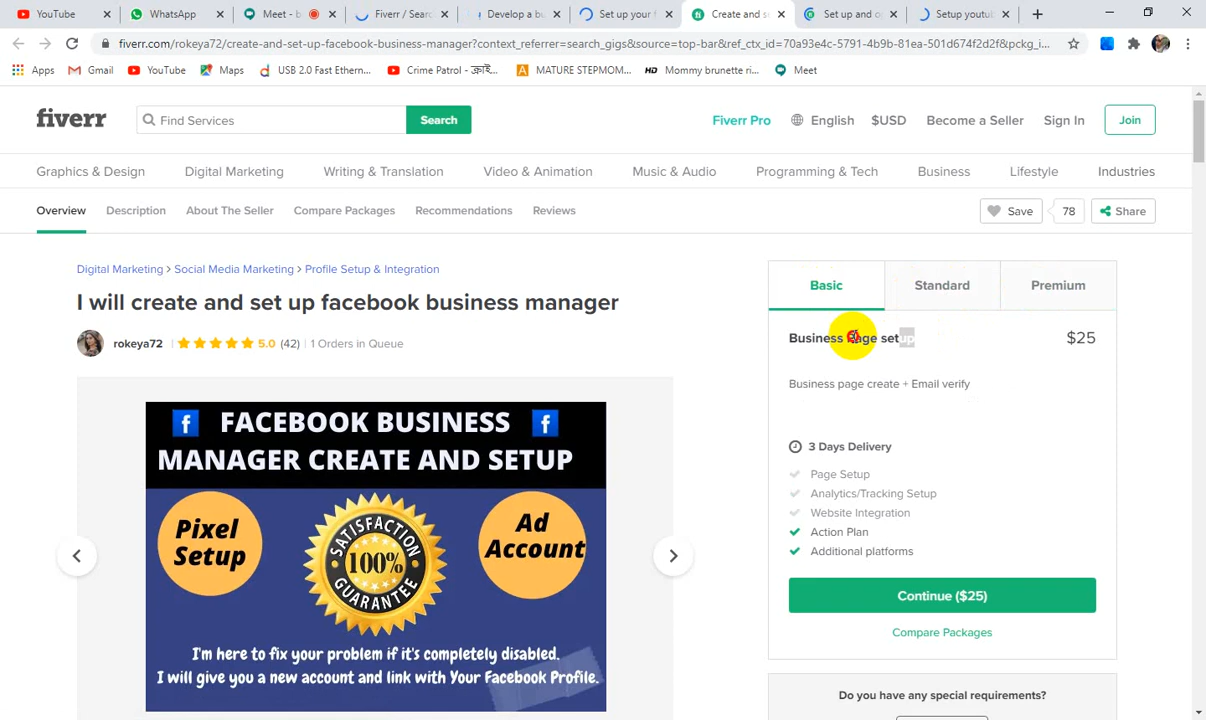 YouTube
WhatsApp
Meet - b
Fiverr / Sear
Develop a bu
Set up your f
Create and s
Set up and o
Setup youtub
fiverr.com/rokeya72/create-and-set-up-facebook-business-manager?context_referrer=search_gigs&source=top-bar&ref_ctx_id=70a93e4c-5791-4b9b-81ea-501d674f2d2f&pckg_i...
Apps
Gmail
YouTube
Maps
USB 2.0 Fast Ethern...
Crime Patrol - ক্রাই...
MATURE STEPMOM...
Mommy brunette ri...
Meet
fiverr
Find Services
Search
Fiverr Pro
English
$USD
Become a Seller
Sign In
Join
Graphics & Design
Digital Marketing
Writing & Translation
Video & Animation
Music & Audio
Programming & Tech
Business
Lifestyle
Industries
Overview
Description
About The Seller
Compare Packages
Recommendations
Reviews
Save
78
Share
Digital Marketing > Social Media Marketing > Profile Setup & Integration
I will create and set up facebook business manager
rokeya72
5.0 (42)
1 Orders in Queue
FACEBOOK BUSINESS
MANAGER CREATE AND SETUP
Pixel
Setup
SATISFACTION
100%
GUARANTEE
Ad
Account
I'm here to fix your problem if it's completely disabled.
I will give you a new account and link with Your Facebook Profile.
Basic
Standard
Premium
Business Page setup
$25
Business page create + Email verify
3 Days Delivery
Page Setup
Analytics/Tracking Setup
Website Integration
Action Plan
Additional platforms
Continue ($25)
Compare Packages
Do you have any special requirements?